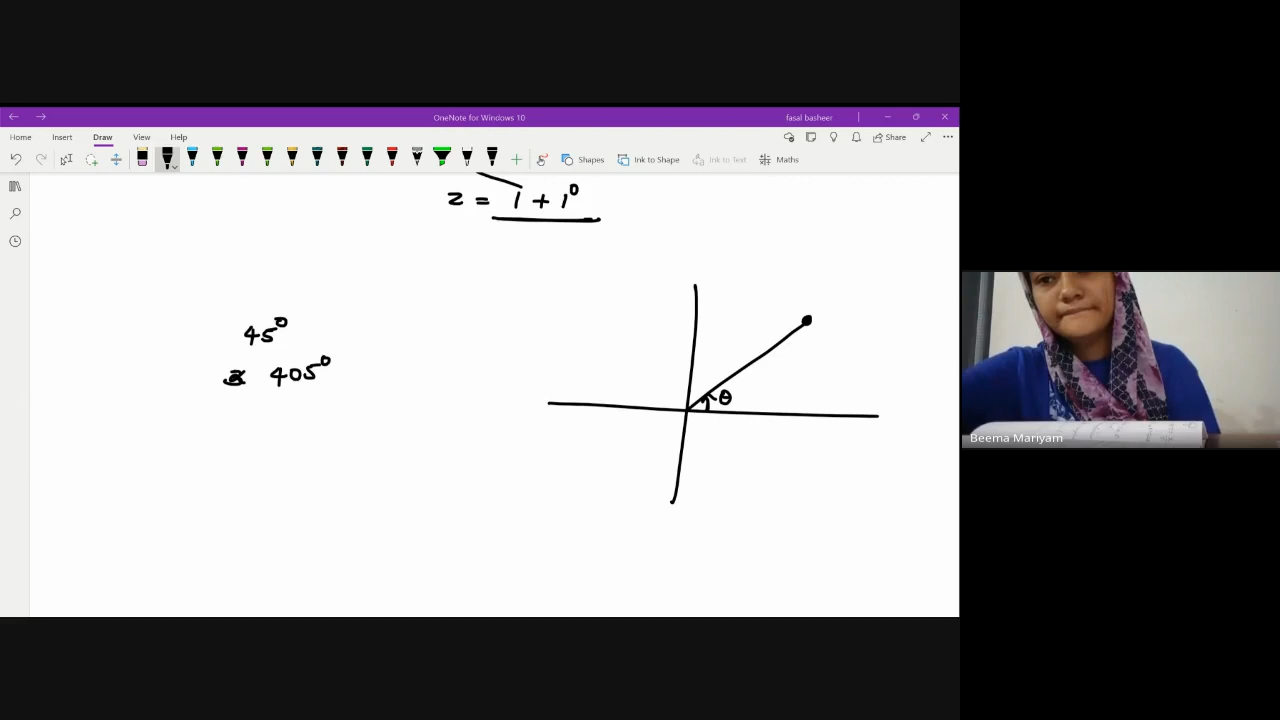 OneNote for Windows 10
fasal basheer
Home Insert Draw View Help
Share
Shapes Ink to Shape Ink to Text Maths
z = 1 + i
45°
405°
θ
Beema Mariyam